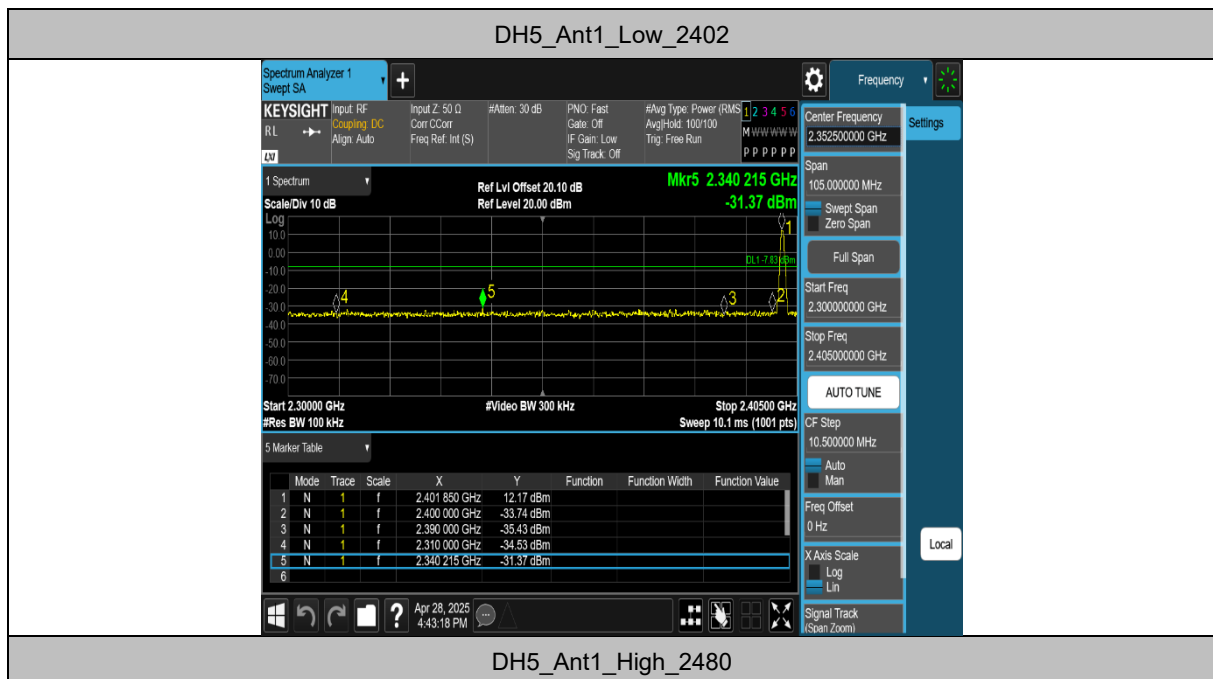 DH5_Ant1_Low_2402
Spectrum Analyzer 1
Swept SA
+
Frequency
KEYSIGHT
RL
LXI
Input: RF
Coupling: DC
Align: Auto
Input Z: 50 Ω
Corr CCorr
Freq Ref: Int (S)
#Atten: 30 dB
PNO: Fast
Gate: Off
IF Gain: Low
Sig Track: Off
#Avg Type: Power (RMS
Avg|Hold: 100/100
Trig: Free Run
1 2 3 4 5 6
M W W W W W
P P P P P P
Center Frequency
2.352500000 GHz
Settings
Span
105.000000 MHz
Swept Span
Zero Span
Full Span
Start Freq
2.300000000 GHz
Stop Freq
2.405000000 GHz
AUTO TUNE
CF Step
10.500000 MHz
Auto
Man
Freq Offset
0 Hz
X Axis Scale
Log
Lin
Signal Track
(Span Zoom)
Local
1 Spectrum
Scale/Div 10 dB
Ref Lvl Offset 20.10 dB
Ref Level 20.00 dBm
Mkr5 2.340 215 GHz
-31.37 dBm
Log
10.0
0.00
-10.0
-20.0
-30.0
-40.0
-50.0
-60.0
-70.0
DL1 -7.83 dBm
1
4
5
3
2
Start 2.30000 GHz
#Res BW 100 kHz
#Video BW 300 kHz
Stop 2.40500 GHz
Sweep 10.1 ms (1001 pts)
5 Marker Table
Mode Trace Scale X Y Function Function Width Function Value
1 N 1 f 2.401 850 GHz 12.17 dBm
2 N 1 f 2.400 000 GHz -33.74 dBm
3 N 1 f 2.390 000 GHz -35.43 dBm
4 N 1 f 2.310 000 GHz -34.53 dBm
5 N 1 f 2.340 215 GHz -31.37 dBm
6
?
Apr 28, 2025
4:43:18 PM
DH5_Ant1_High_2480